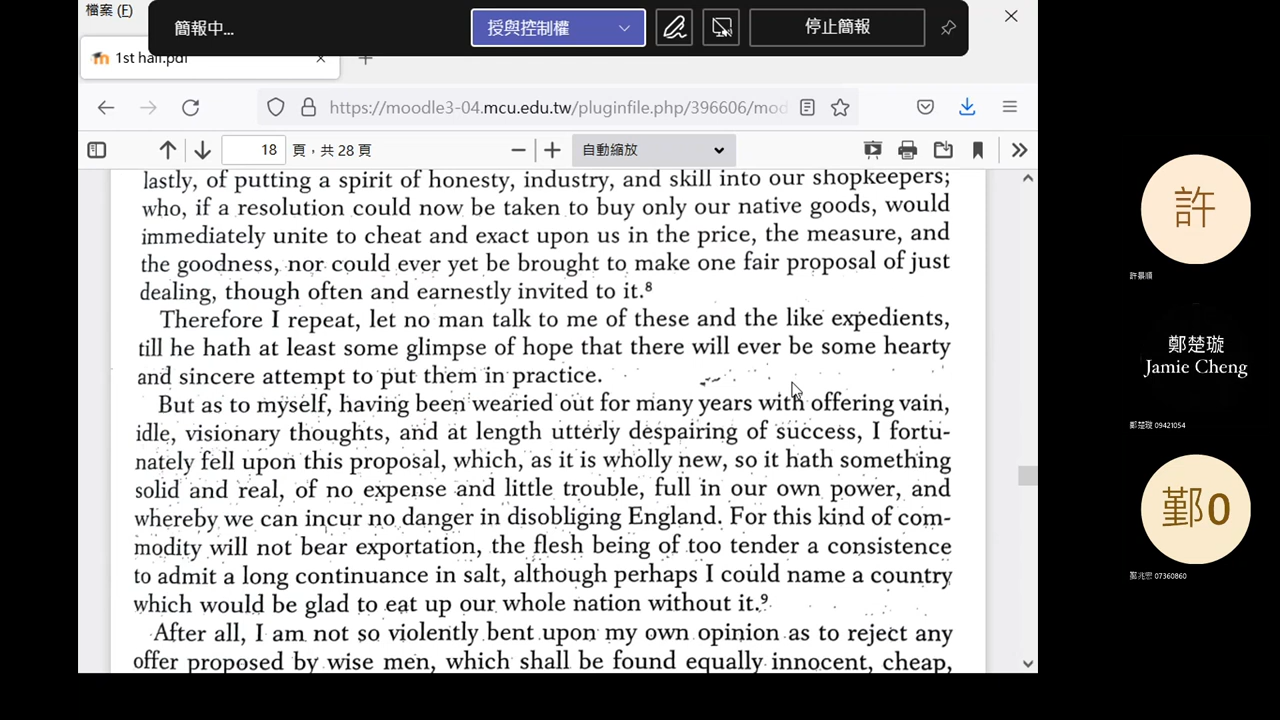 檔案 (F)
簡報中...
授與控制權
停止簡報
1st half.pdf
https://moodle3-04.mcu.edu.tw/pluginfile.php/396606/mod
18 頁，共 28 頁
自動縮放
lastly, of putting a spirit of honesty, industry, and skill into our shopkeepers;
who, if a resolution could now be taken to buy only our native goods, would
immediately unite to cheat and exact upon us in the price, the measure, and
the goodness, nor could ever yet be brought to make one fair proposal of just
dealing, though often and earnestly invited to it.⁸
Therefore I repeat, let no man talk to me of these and the like expedients,
till he hath at least some glimpse of hope that there will ever be some hearty
and sincere attempt to put them in practice.
But as to myself, having been wearied out for many years with offering vain,
idle, visionary thoughts, and at length utterly despairing of success, I fortu-
nately fell upon this proposal, which, as it is wholly new, so it hath something
solid and real, of no expense and little trouble, full in our own power, and
whereby we can incur no danger in disobliging England. For this kind of com-
modity will not bear exportation, the flesh being of too tender a consistence
to admit a long continuance in salt, although perhaps I could name a country
which would be glad to eat up our whole nation without it.⁹
After all, I am not so violently bent upon my own opinion as to reject any
offer proposed by wise men, which shall be found equally innocent, cheap,
許
許景順
鄭楚璇
Jamie Cheng
鄭楚璇 09421054
鄞0
鄞兆宏 07360860